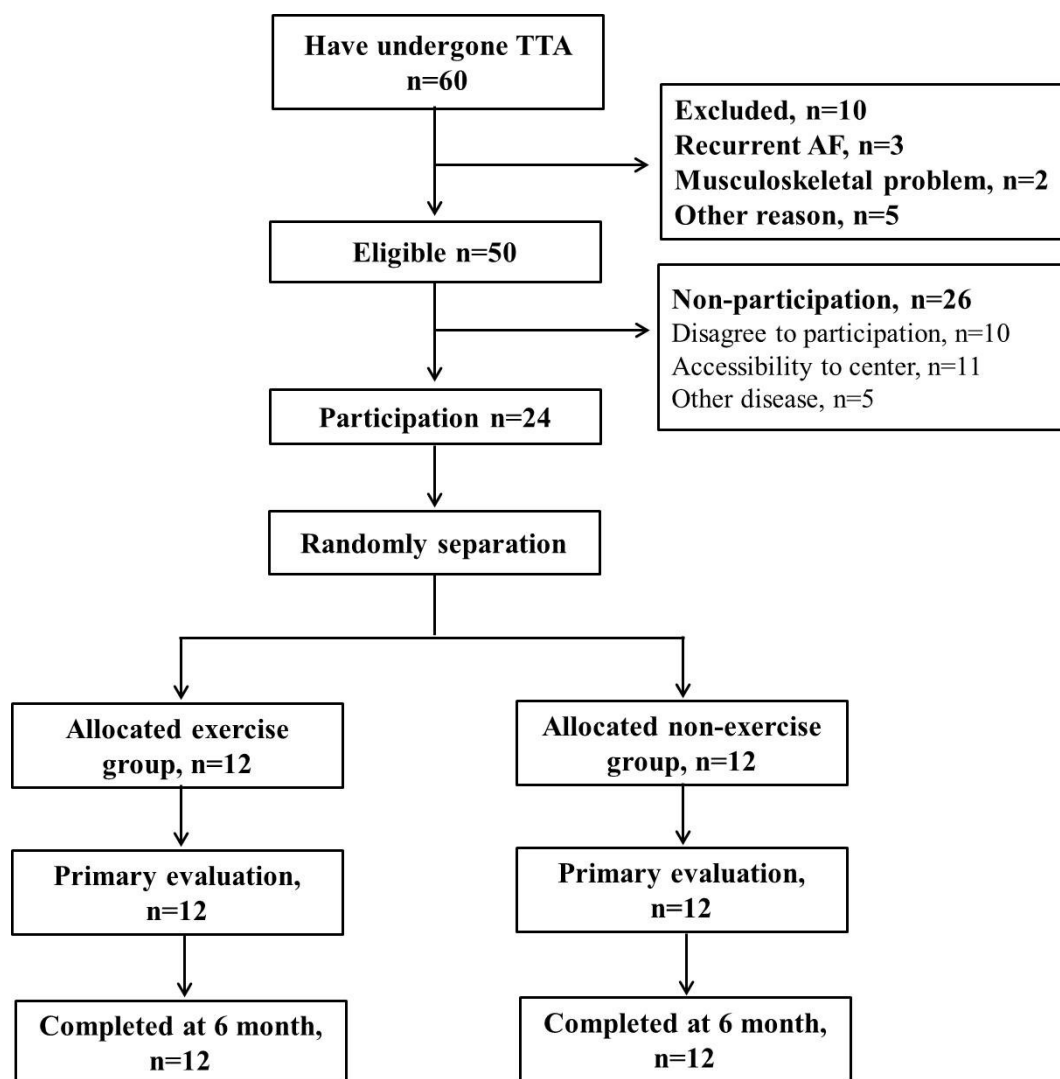 Have undergone TTA
n=60
Excluded, n=10
Recurrent AF, n=3
Musculoskeletal problem, n=2
Other reason, n=5
Eligible n=50
Non-participation, n=26
Disagree to participation, n=10
Accessibility to center, n=11
Other disease, n=5
Participation n=24
Randomly separation
Allocated exercise
group, n=12
Allocated non-exercise
group, n=12
Primary evaluation,
n=12
Primary evaluation,
n=12
Completed at 6 month,
n=12
Completed at 6 month,
n=12